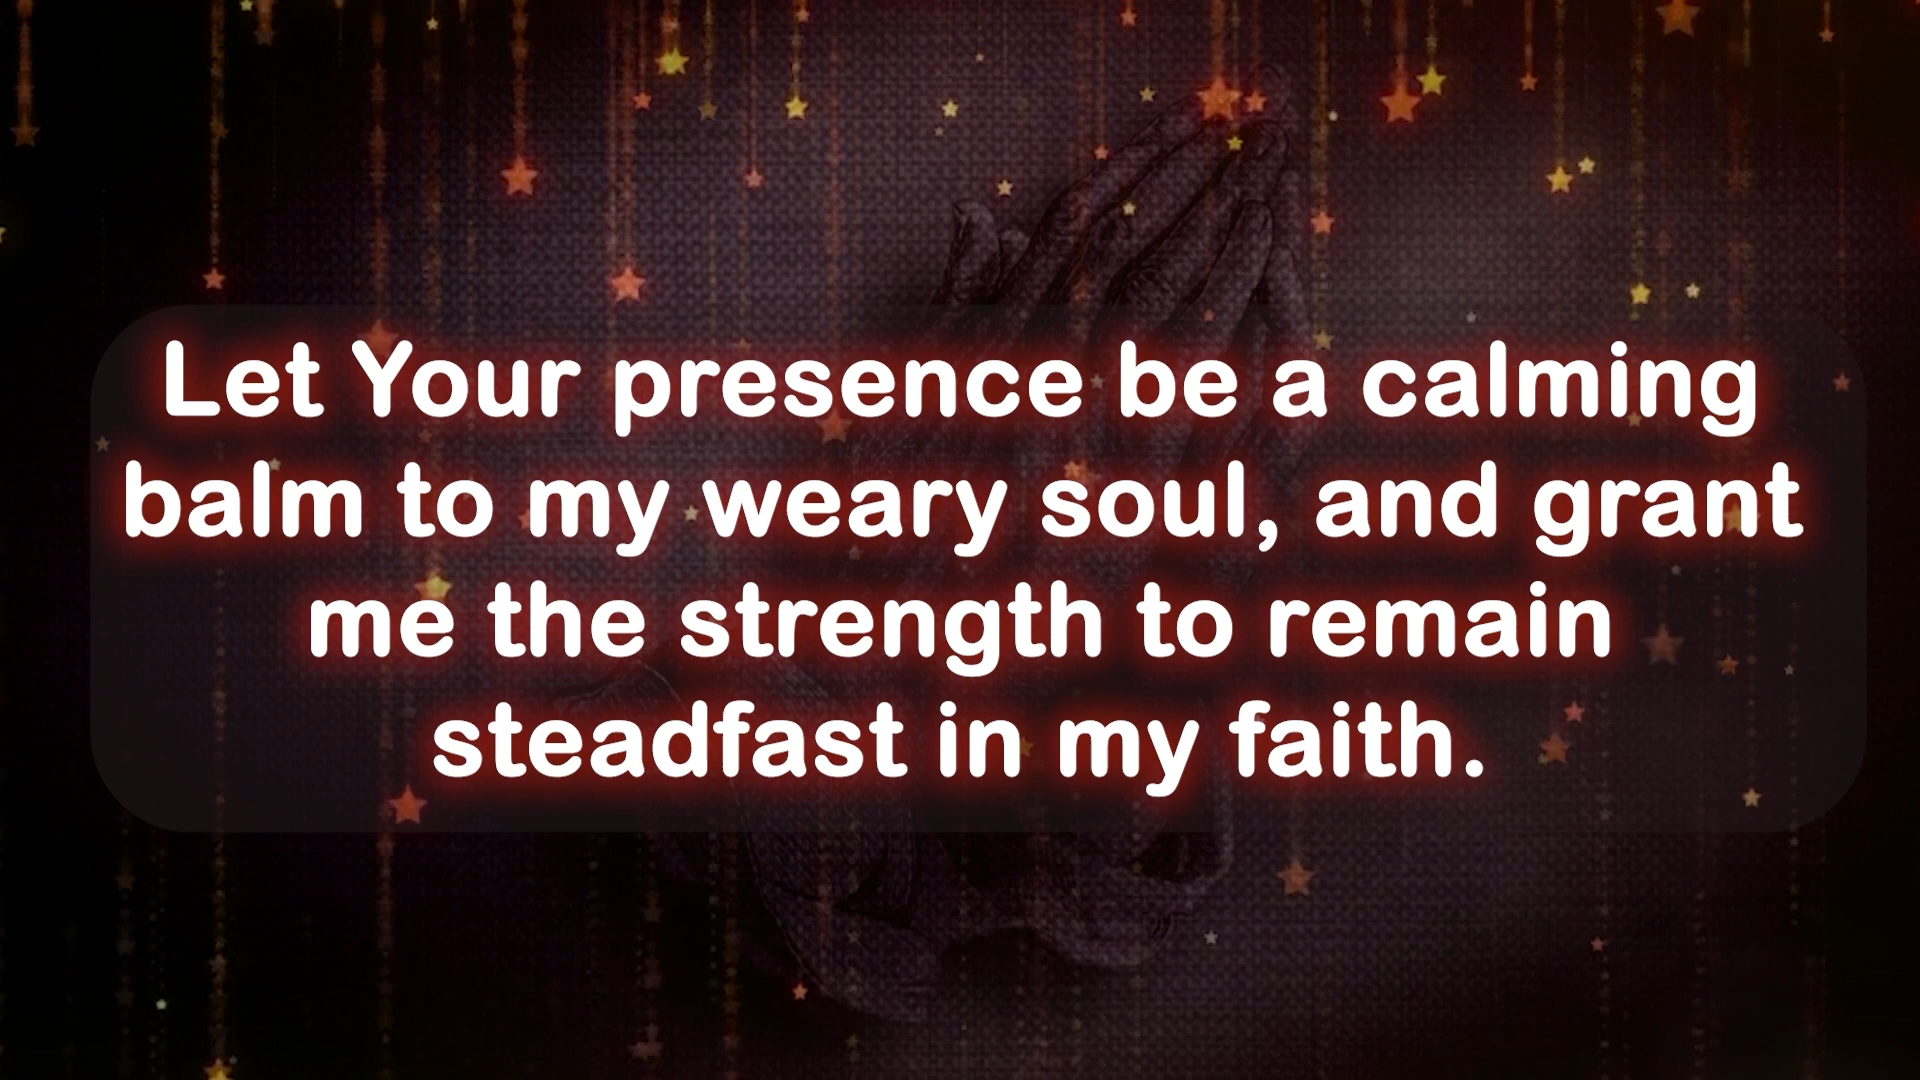 Let Your presence be a calming
balm to my weary soul, and grant
me the strength to remain
steadfast in my faith.